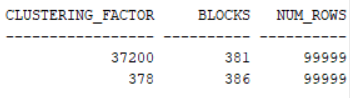 CLUSTERING_FACTOR BLOCKS NUM_ROWS
----------------- ---------- ----------
37200 381 99999
378 386 99999